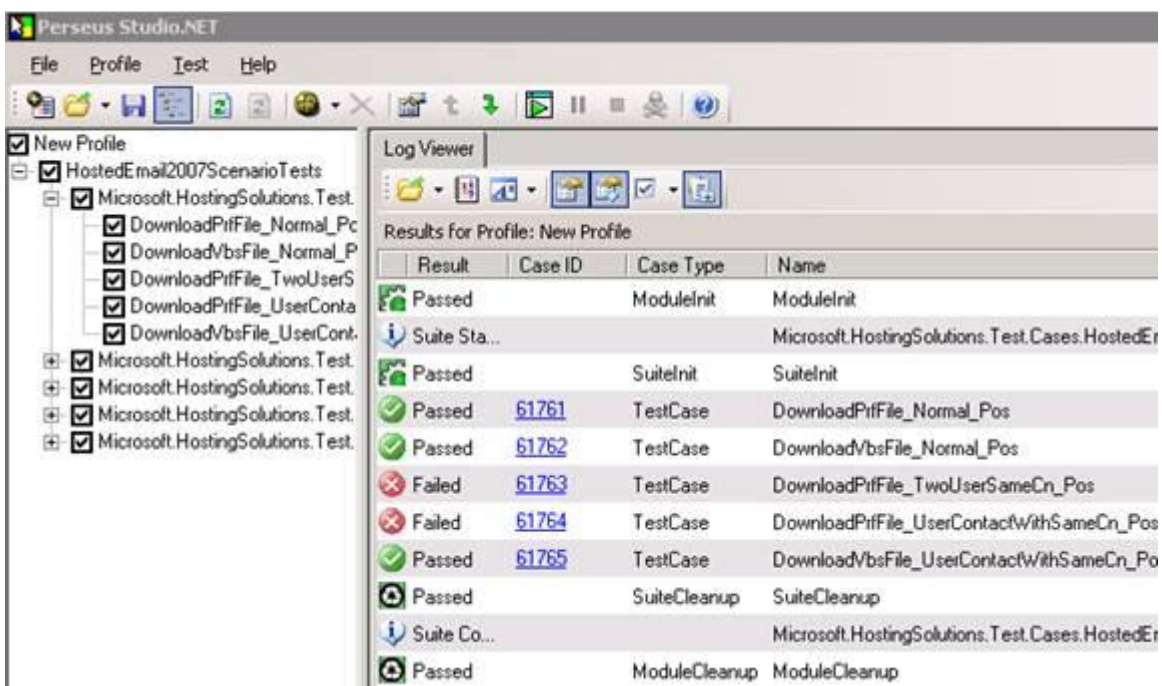 Perseus Studio.NET
File Profile Test Help
New Profile
HostedEmail2007ScenarioTests
Microsoft.HostingSolutions.Test.
DownloadPrfFile_Normal_Pc
DownloadVbsFile_Normal_P
DownloadPrfFile_TwoUserS
DownloadPrfFile_UserConta
DownloadVbsFile_UserCont
Microsoft.HostingSolutions.Test.
Microsoft.HostingSolutions.Test.
Microsoft.HostingSolutions.Test.
Microsoft.HostingSolutions.Test.
Log Viewer
Results for Profile: New Profile
Result Case ID Case Type Name
Passed ModuleInit ModuleInit
Suite Sta... Microsoft.HostingSolutions.Test.Cases.HostedEr
Passed SuiteInit SuiteInit
Passed 61761 TestCase DownloadPrfFile_Normal_Pos
Passed 61762 TestCase DownloadVbsFile_Normal_Pos
Failed 61763 TestCase DownloadPrfFile_TwoUserSameCn_Pos
Failed 61764 TestCase DownloadPrfFile_UserContactWithSameCn_Pos
Passed 61765 TestCase DownloadVbsFile_UserContactWithSameCn_Po
Passed SuiteCleanup SuiteCleanup
Suite Co... Microsoft.HostingSolutions.Test.Cases.HostedEr
Passed ModuleCleanup ModuleCleanup